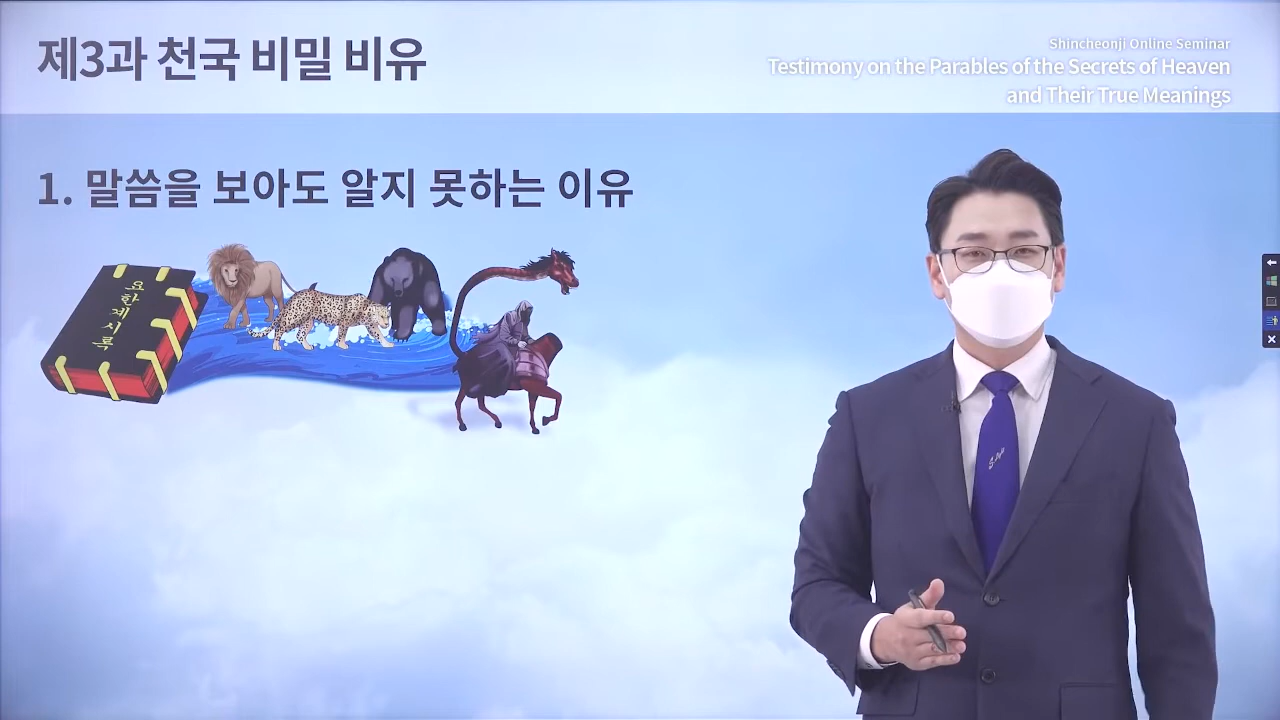 제3과 천국 비밀 비유
Shincheonji Online Seminar
Testimony on the Parables of the Secrets of Heaven
and Their True Meanings
1. 말씀을 보아도 알지 못하는 이유
요한계시록